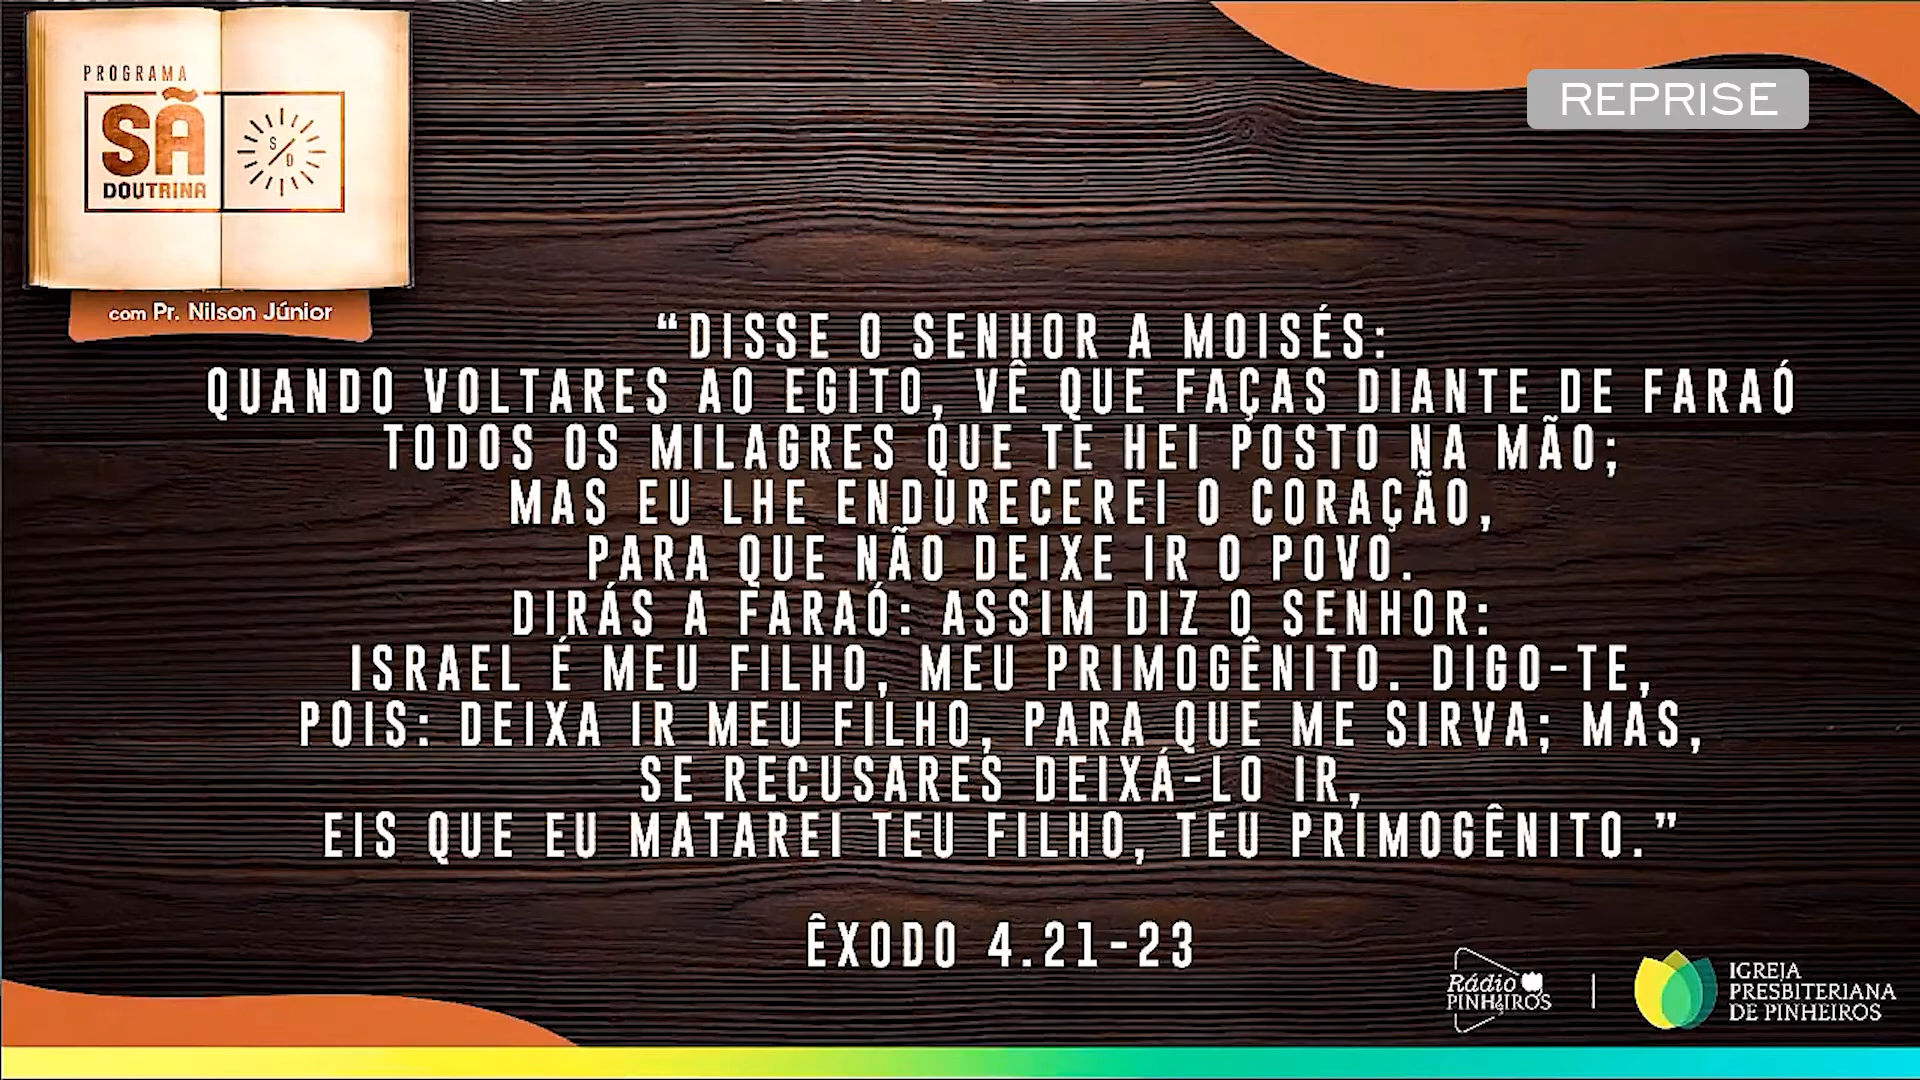 PROGRAMA
SÃ
DOUTRINA
S/D
com Pr. Nilson Júnior
REPRISE
“DISSE O SENHOR A MOISÉS:
QUANDO VOLTARES AO EGITO, VÊ QUE FAÇAS DIANTE DE FARAÓ
TODOS OS MILAGRES QUE TE HEI POSTO NA MÃO;
MAS EU LHE ENDURECEREI O CORAÇÃO,
PARA QUE NÃO DEIXE IR O POVO.
DIRÁS A FARAÓ: ASSIM DIZ O SENHOR:
ISRAEL É MEU FILHO, MEU PRIMOGÊNITO. DIGO-TE,
POIS: DEIXA IR MEU FILHO, PARA QUE ME SIRVA; MAS,
SE RECUSARES DEIXÁ-LO IR,
EIS QUE EU MATAREI TEU FILHO, TEU PRIMOGÊNITO.”
ÊXODO 4.21-23
Rádio
PINHEIROS
IGREJA
PRESBITERIANA
DE PINHEIROS